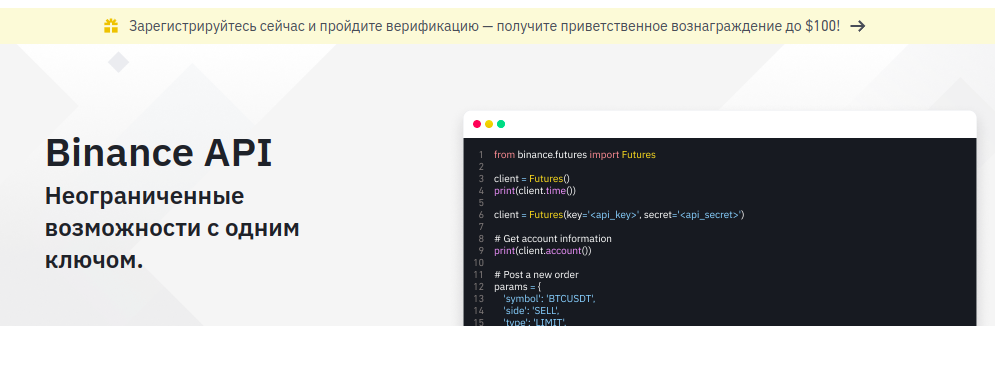 Зарегистрируйтесь сейчас и пройдите верификацию — получите приветственное вознаграждение до $100!
Binance API
Неограниченные
возможности с одним
ключом.
1 from binance.futures import Futures
2
3 client = Futures()
4 print(client.time())
5
6 client = Futures(key='<api_key>', secret='<api_secret>')
7
8 # Get account information
9 print(client.account())
10
11 # Post a new order
12 params = {
13 'symbol': 'BTCUSDT',
14 'side': 'SELL',
15 'type': 'LIMIT',